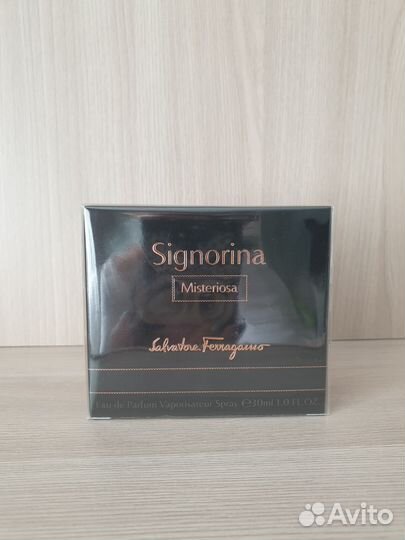 Signorina
Misteriosa
Salvatore Ferragamo
Eau de Parfum Vaporisateur Spray ℮30ml 1.0 FL.OZ.
Avito